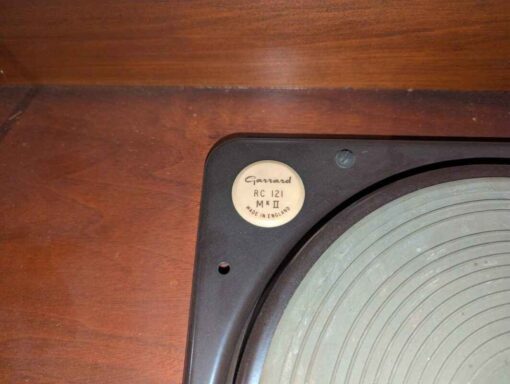 Garrard
RC 121
Mk II
MADE IN ENGLAND